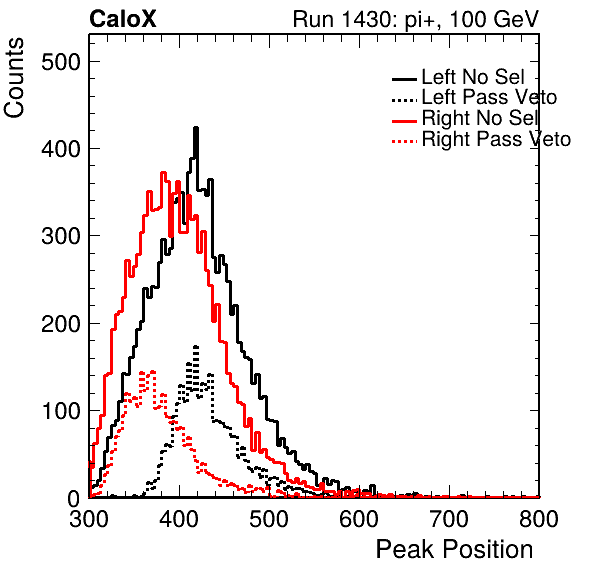 CaloX Run 1430: pi+, 100 GeV
Counts
500
400
300
200
100
0
Left No Sel
Left Pass Veto
Right No Sel
Right Pass Veto
300 400 500 600 700 800
Peak Position